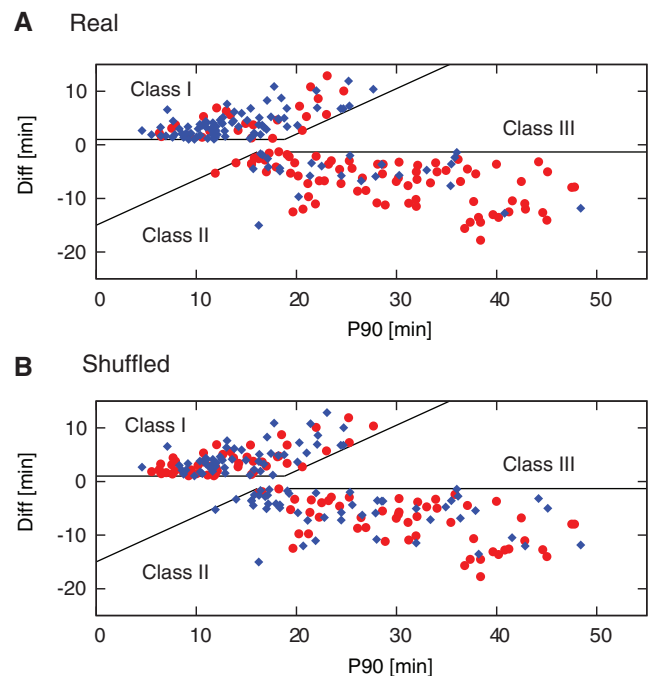 A Real
10
0
-10
-20
Diff [min]
Class I
Class II
Class III
0 10 20 30 40 50
P90 [min]
B Shuffled
10
0
-10
-20
Diff [min]
Class I
Class II
Class III
0 10 20 30 40 50
P90 [min]